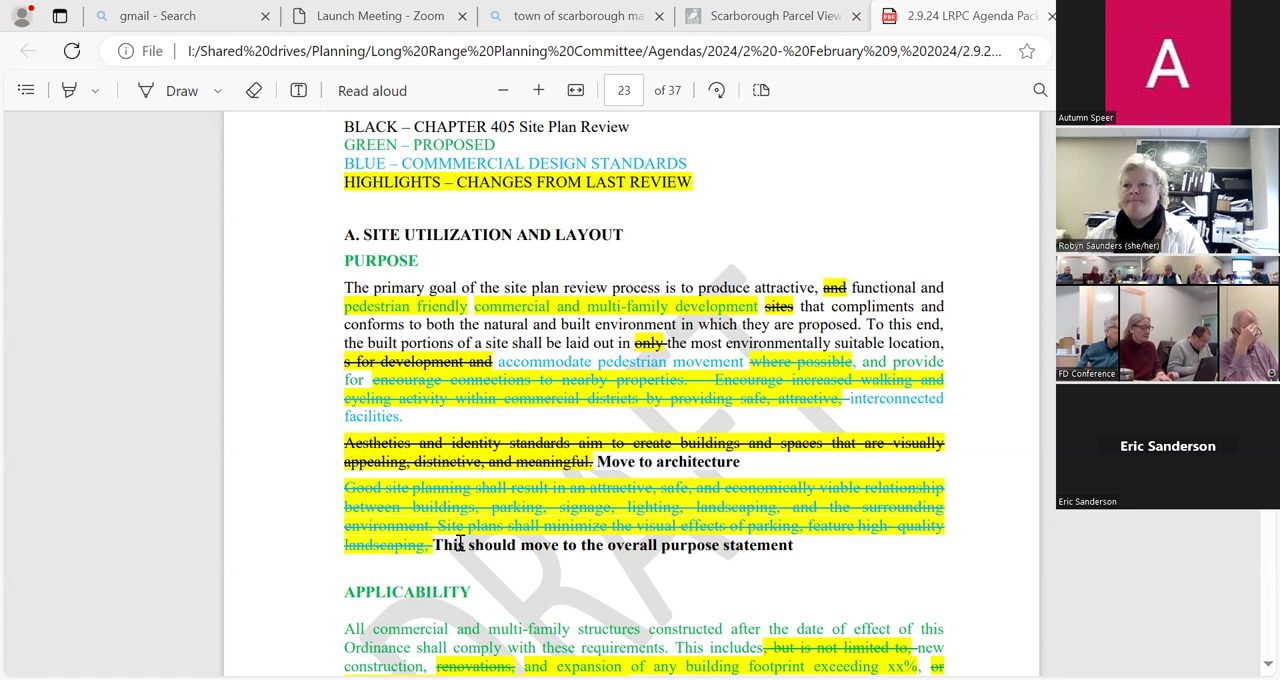 gmail - Search
Launch Meeting - Zoom
town of scarborough ma
Scarborough Parcel View
2.9.24 LRPC Agenda Pack
File
I:/Shared%20drives/Planning/Long%20Range%20Planning%20Committee/Agendas/2024/2%20-%20February%209,%202024/2.9.2...
Draw
Read aloud
23 of 37
BLACK – CHAPTER 405 Site Plan Review
GREEN – PROPOSED
BLUE – COMMMERCIAL DESIGN STANDARDS
HIGHLIGHTS – CHANGES FROM LAST REVIEW
A. SITE UTILIZATION AND LAYOUT
PURPOSE
The primary goal of the site plan review process is to produce attractive, and functional and
pedestrian friendly commercial and multi-family development sites that compliments and
conforms to both the natural and built environment in which they are proposed. To this end,
the built portions of a site shall be laid out in only the most environmentally suitable location,
s for development and accommodate pedestrian movement where possible, and provide
for encourage connections to nearby properties. Encourage increased walking and
cycling activity within commercial districts by providing safe, attractive, interconnected
facilities.
Aesthetics and identity standards aim to create buildings and spaces that are visually
appealing, distinctive, and meaningful. Move to architecture
Good site planning shall result in an attractive, safe, and economically viable relationship
between buildings, parking, signage, lighting, landscaping, and the surrounding
environment. Site plans shall minimize the visual effects of parking, feature high- quality
landscaping, This should move to the overall purpose statement
APPLICABILITY
All commercial and multi-family structures constructed after the date of effect of this
Ordinance shall comply with these requirements. This includes, but is not limited to, new
construction, renovations, and expansion of any building footprint exceeding xx%, or
DRAFT
A
Autumn Speer
Robyn Saunders (she/her)
FD Conference
Eric Sanderson
Eric Sanderson